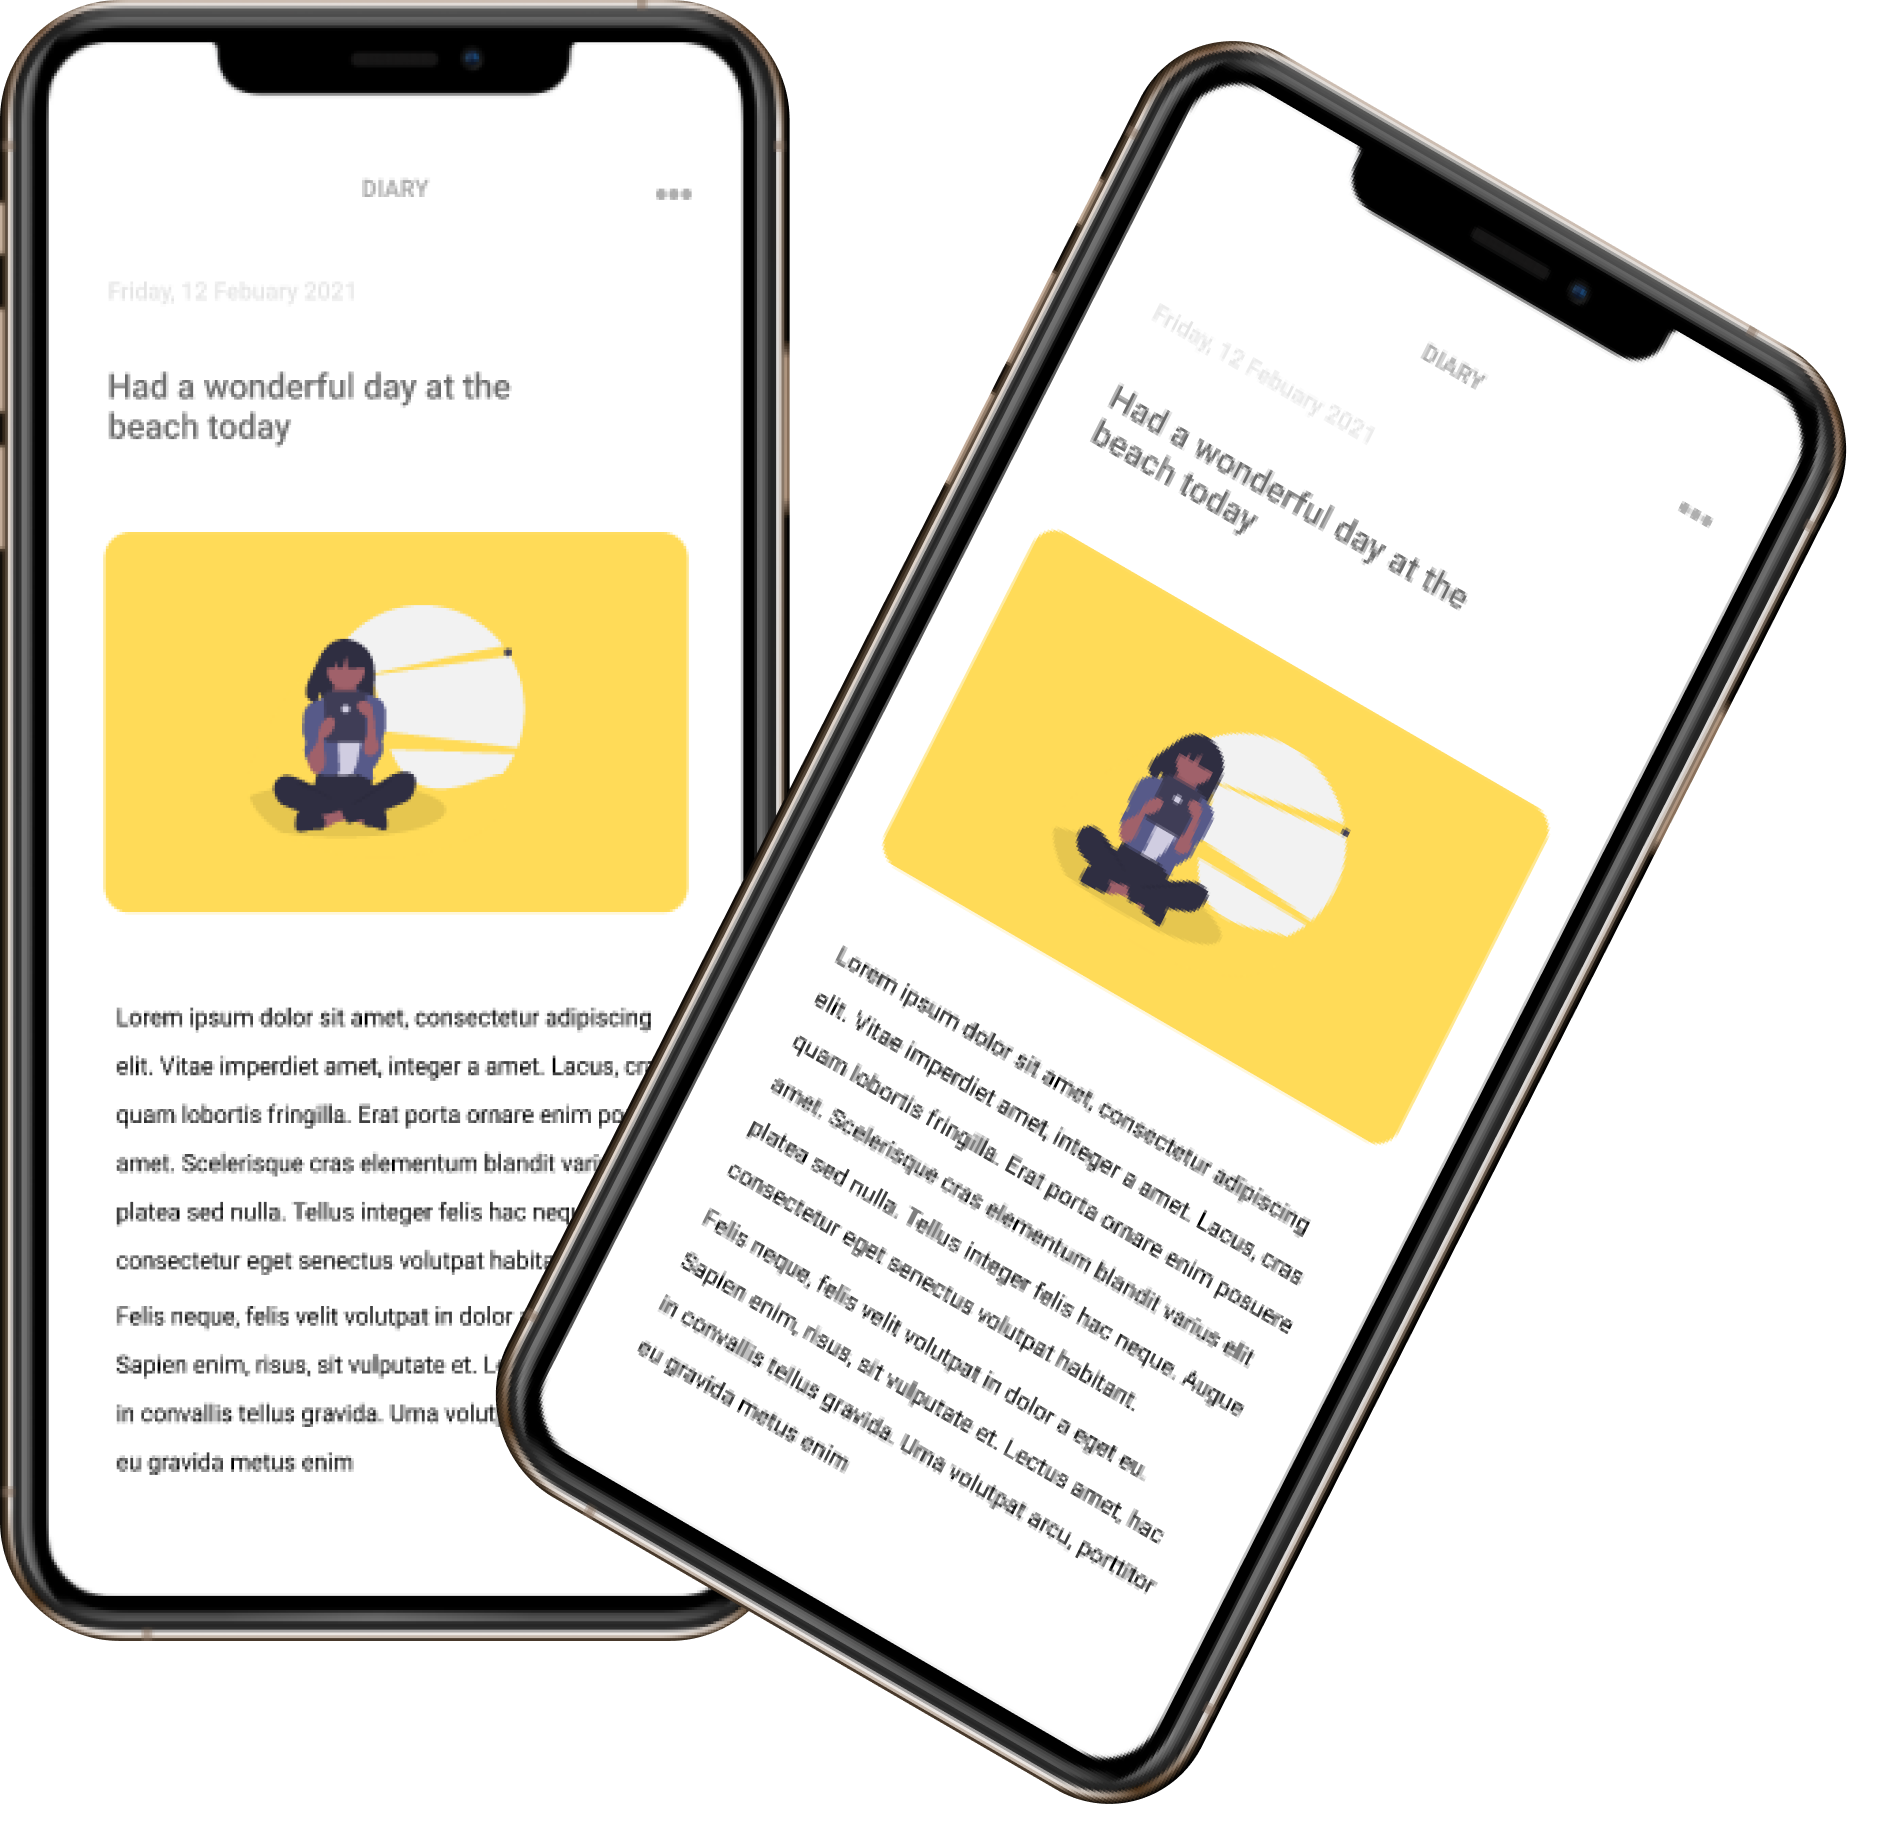 DIARY
Friday, 12 Febuary 2021
Had a wonderful day at the
beach today
Lorem ipsum dolor sit amet, consectetur adipiscing
elit. Vitae imperdiet amet, integer a amet. Lacus, cr
quam lobortis fringilla. Erat porta ornare enim po
amet. Scelerisque cras elementum blandit vari
platea sed nulla. Tellus integer felis hac neq
consectetur eget senectus volutpat habita
Felis neque, felis velit volutpat in dolor
Sapien enim, risus, sit vulputate et. Le
in convallis tellus gravida. Urna volut
eu gravida metus enim
DIARY
Friday, 12 Febuary 2021
Had a wonderful day at the
beach today
Lorem ipsum dolor sit amet, consectetur adipiscing
elit. Vitae imperdiet amet, integer a amet. Lacus, cras
quam lobortis fringilla. Erat porta ornare enim posuere
amet. Scelerisque cras elementum blandit varius elit
platea sed nulla. Tellus integer felis hac neque. Augue
consectetur eget senectus volutpat habitant.
Felis neque, felis velit volutpat in dolor a eget eu.
Sapien enim, risus, sit vulputate et. Lectus amet, hac
in convallis tellus gravida. Urna volutpat arcu, porttitor
eu gravida metus enim